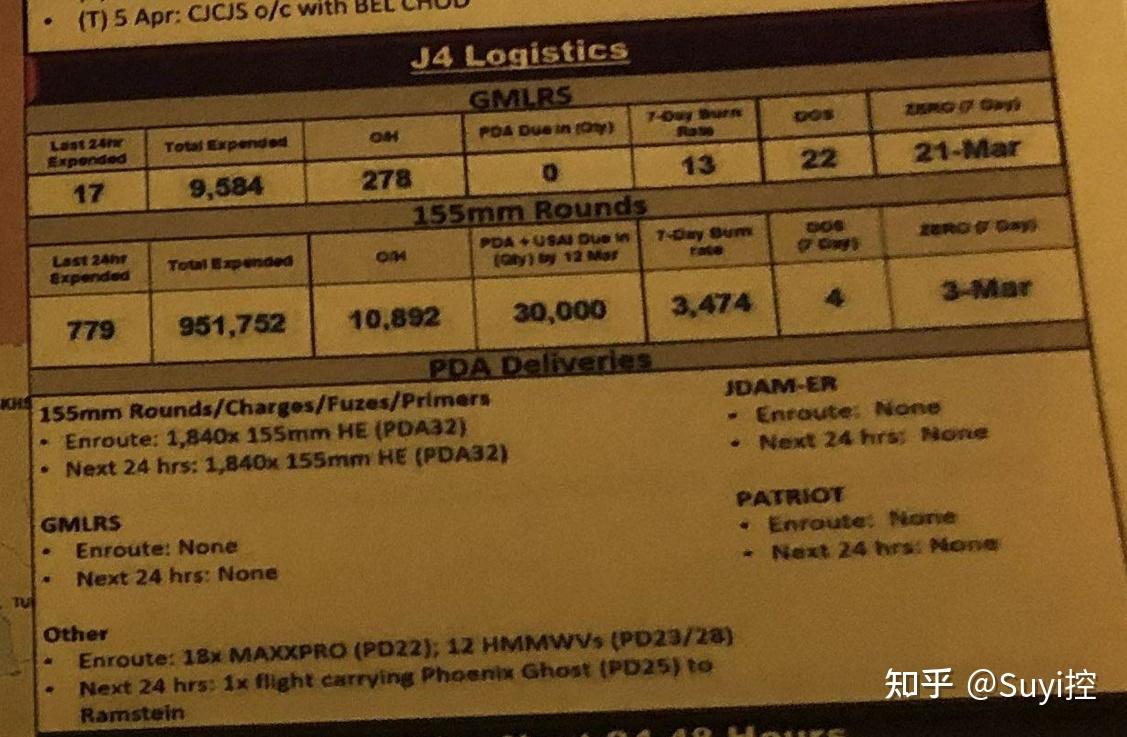 • (T) 5 Apr: CJCJS o/c with BEL CHOD
J4 Logistics
GMLRS
Last 24hr Expended | Total Expended | O/H | PDA Due in (Qty) | 7-Day Burn Rate | DOS | ZERO (7 Day)
17 | 9,584 | 278 | 0 | 13 | 22 | 21-Mar
155mm Rounds
Last 24hr Expended | Total Expended | O/H | PDA + USAI Due in (Qty) by 12 Mar | 7-Day Burn rate | DOS (7 Day) | ZERO (7 Day)
779 | 951,752 | 10,892 | 30,000 | 3,474 | 4 | 3-Mar
PDA Deliveries
155mm Rounds/Charges/Fuzes/Primers
• Enroute: 1,840x 155mm HE (PDA32)
• Next 24 hrs: 1,840x 155mm HE (PDA32)
JDAM-ER
• Enroute: None
• Next 24 hrs: None
GMLRS
• Enroute: None
• Next 24 hrs: None
PATRIOT
• Enroute: None
• Next 24 hrs: None
Other
• Enroute: 18x MAXXPRO (PD22); 12 HMMWVs (PD23/28)
• Next 24 hrs: 1x flight carrying Phoenix Ghost (PD25) to
Ramstein
Hours
KHS
TU
知乎 @Suyi控